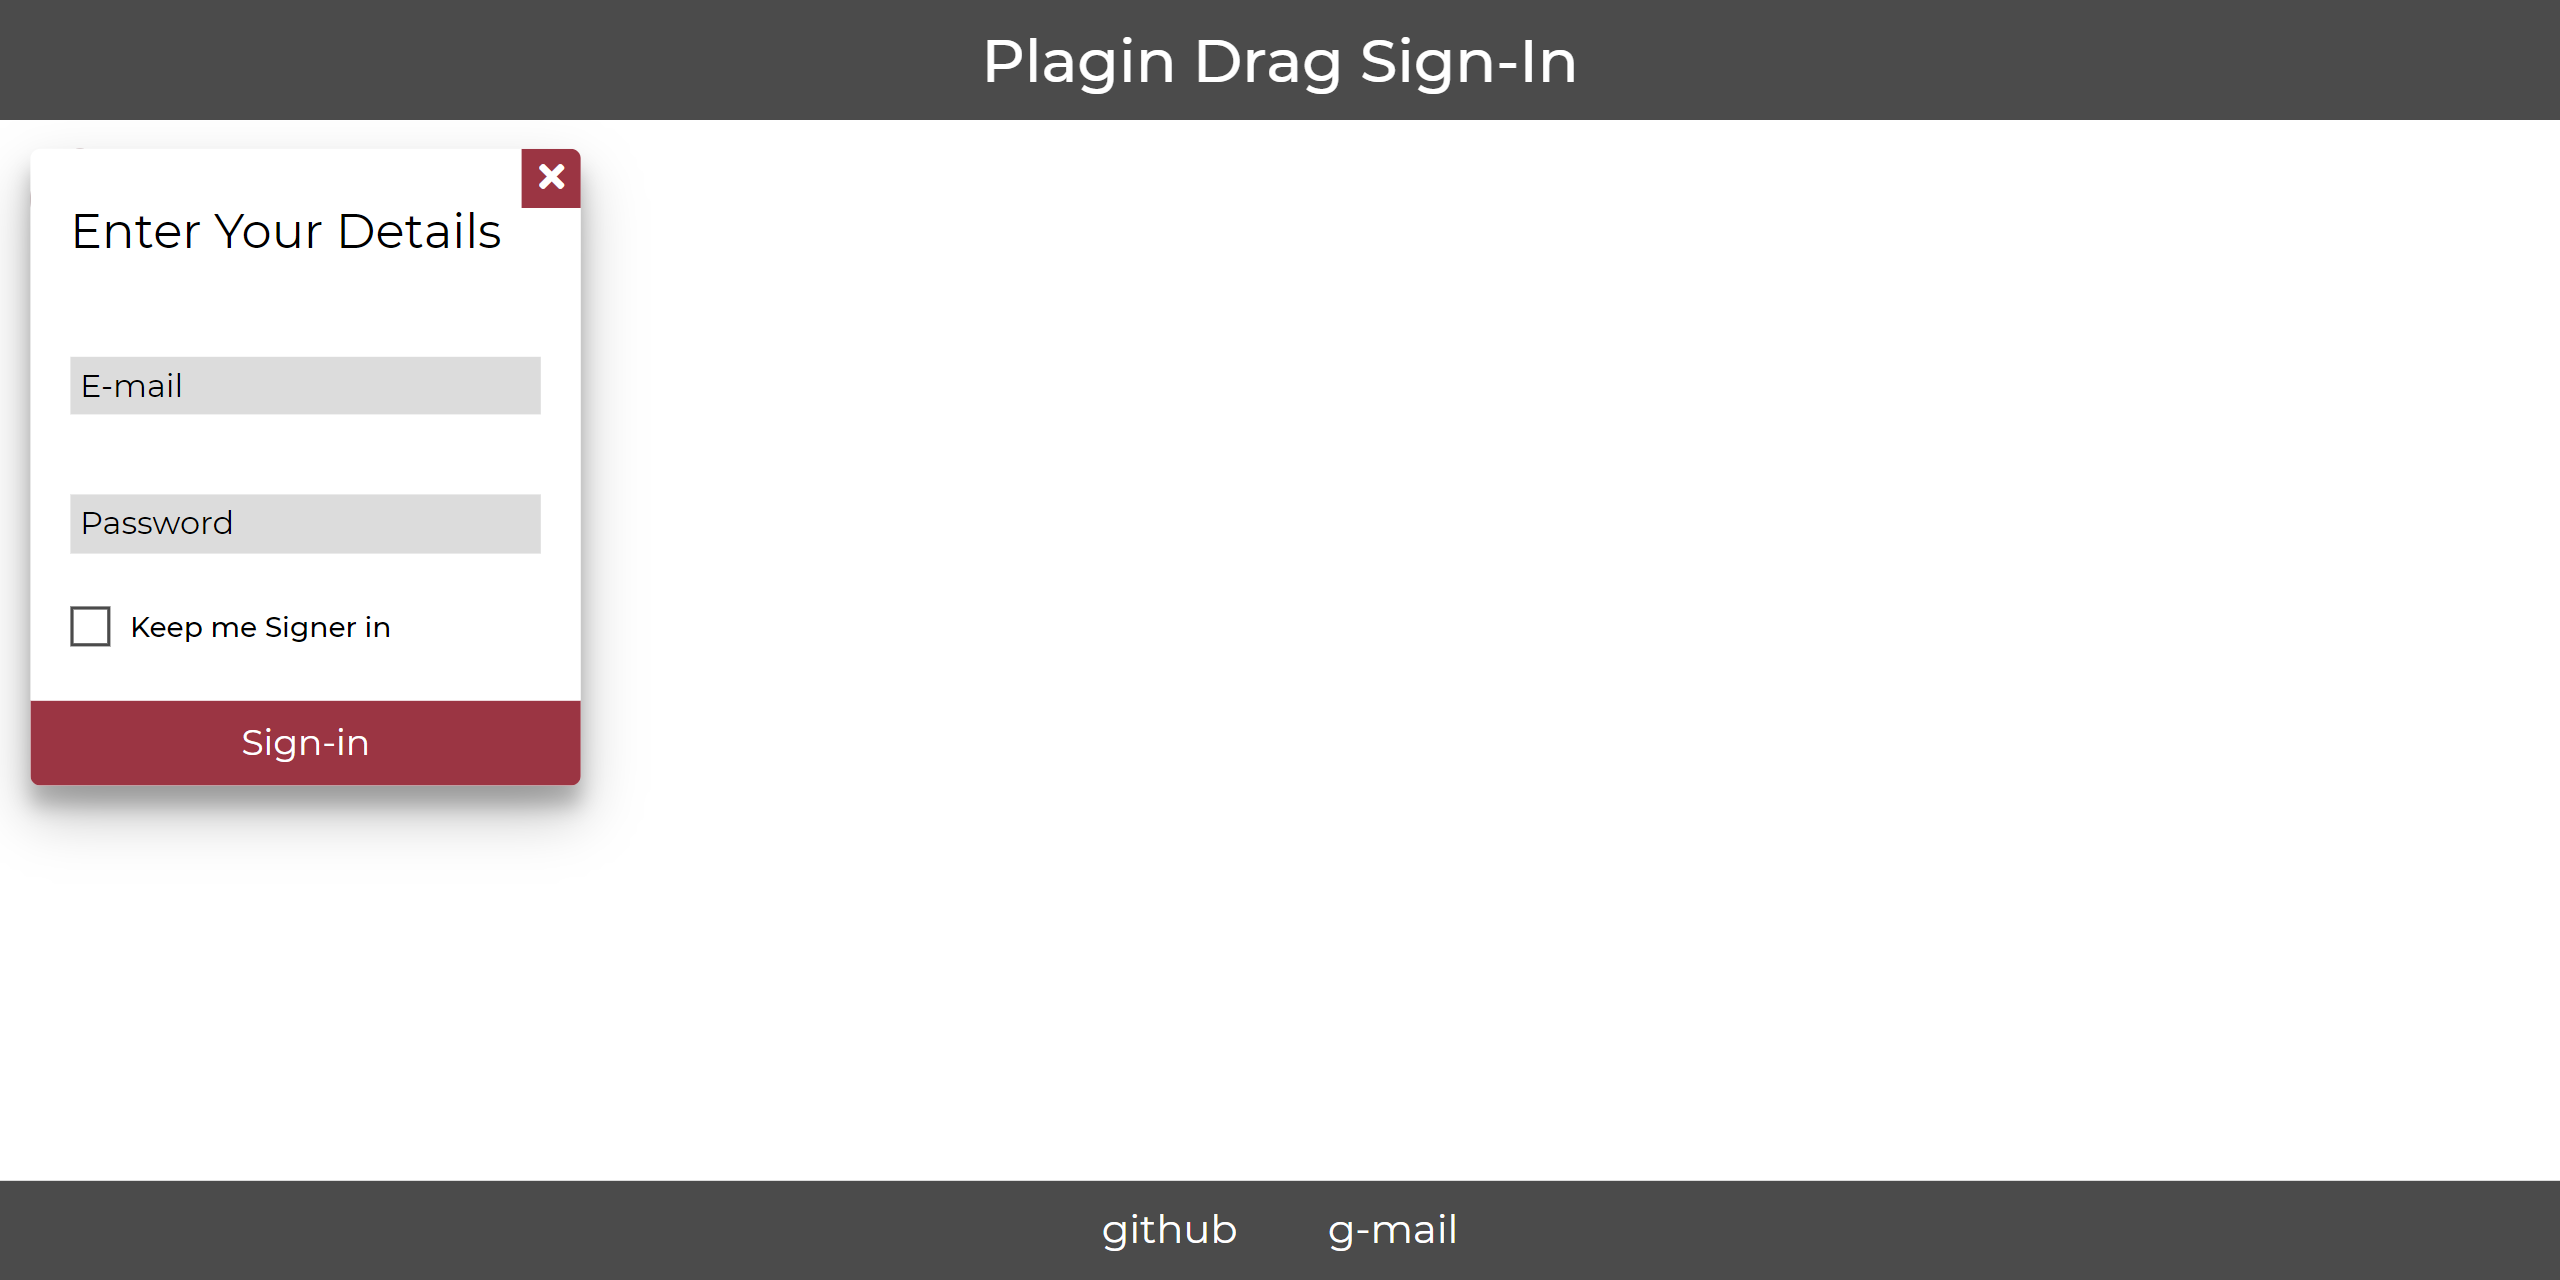 Plagin Drag Sign-In
Enter Your Details
E-mail
Password
Keep me Signer in
Sign-in
github g-mail